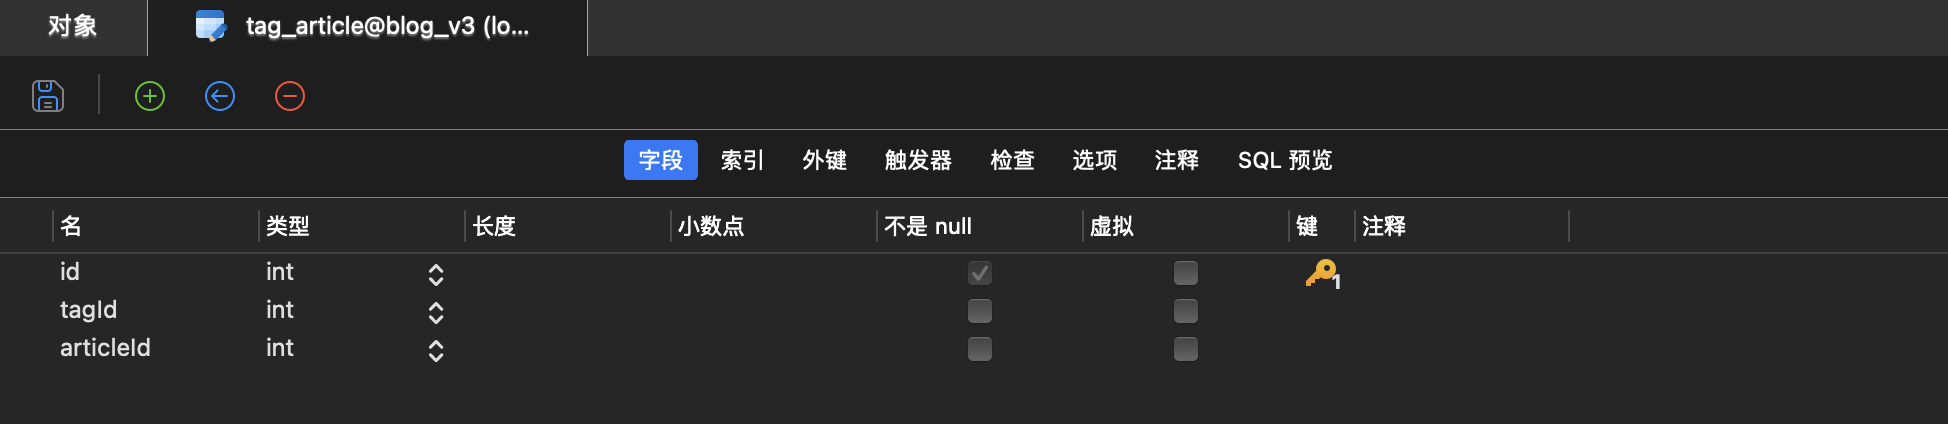 对象 tag_article@blog_v3 (lo...
字段 索引 外键 触发器 检查 选项 注释 SQL 预览
名 类型 长度 小数点 不是 null 虚拟 键 注释
id int 1
tagId int
articleId int